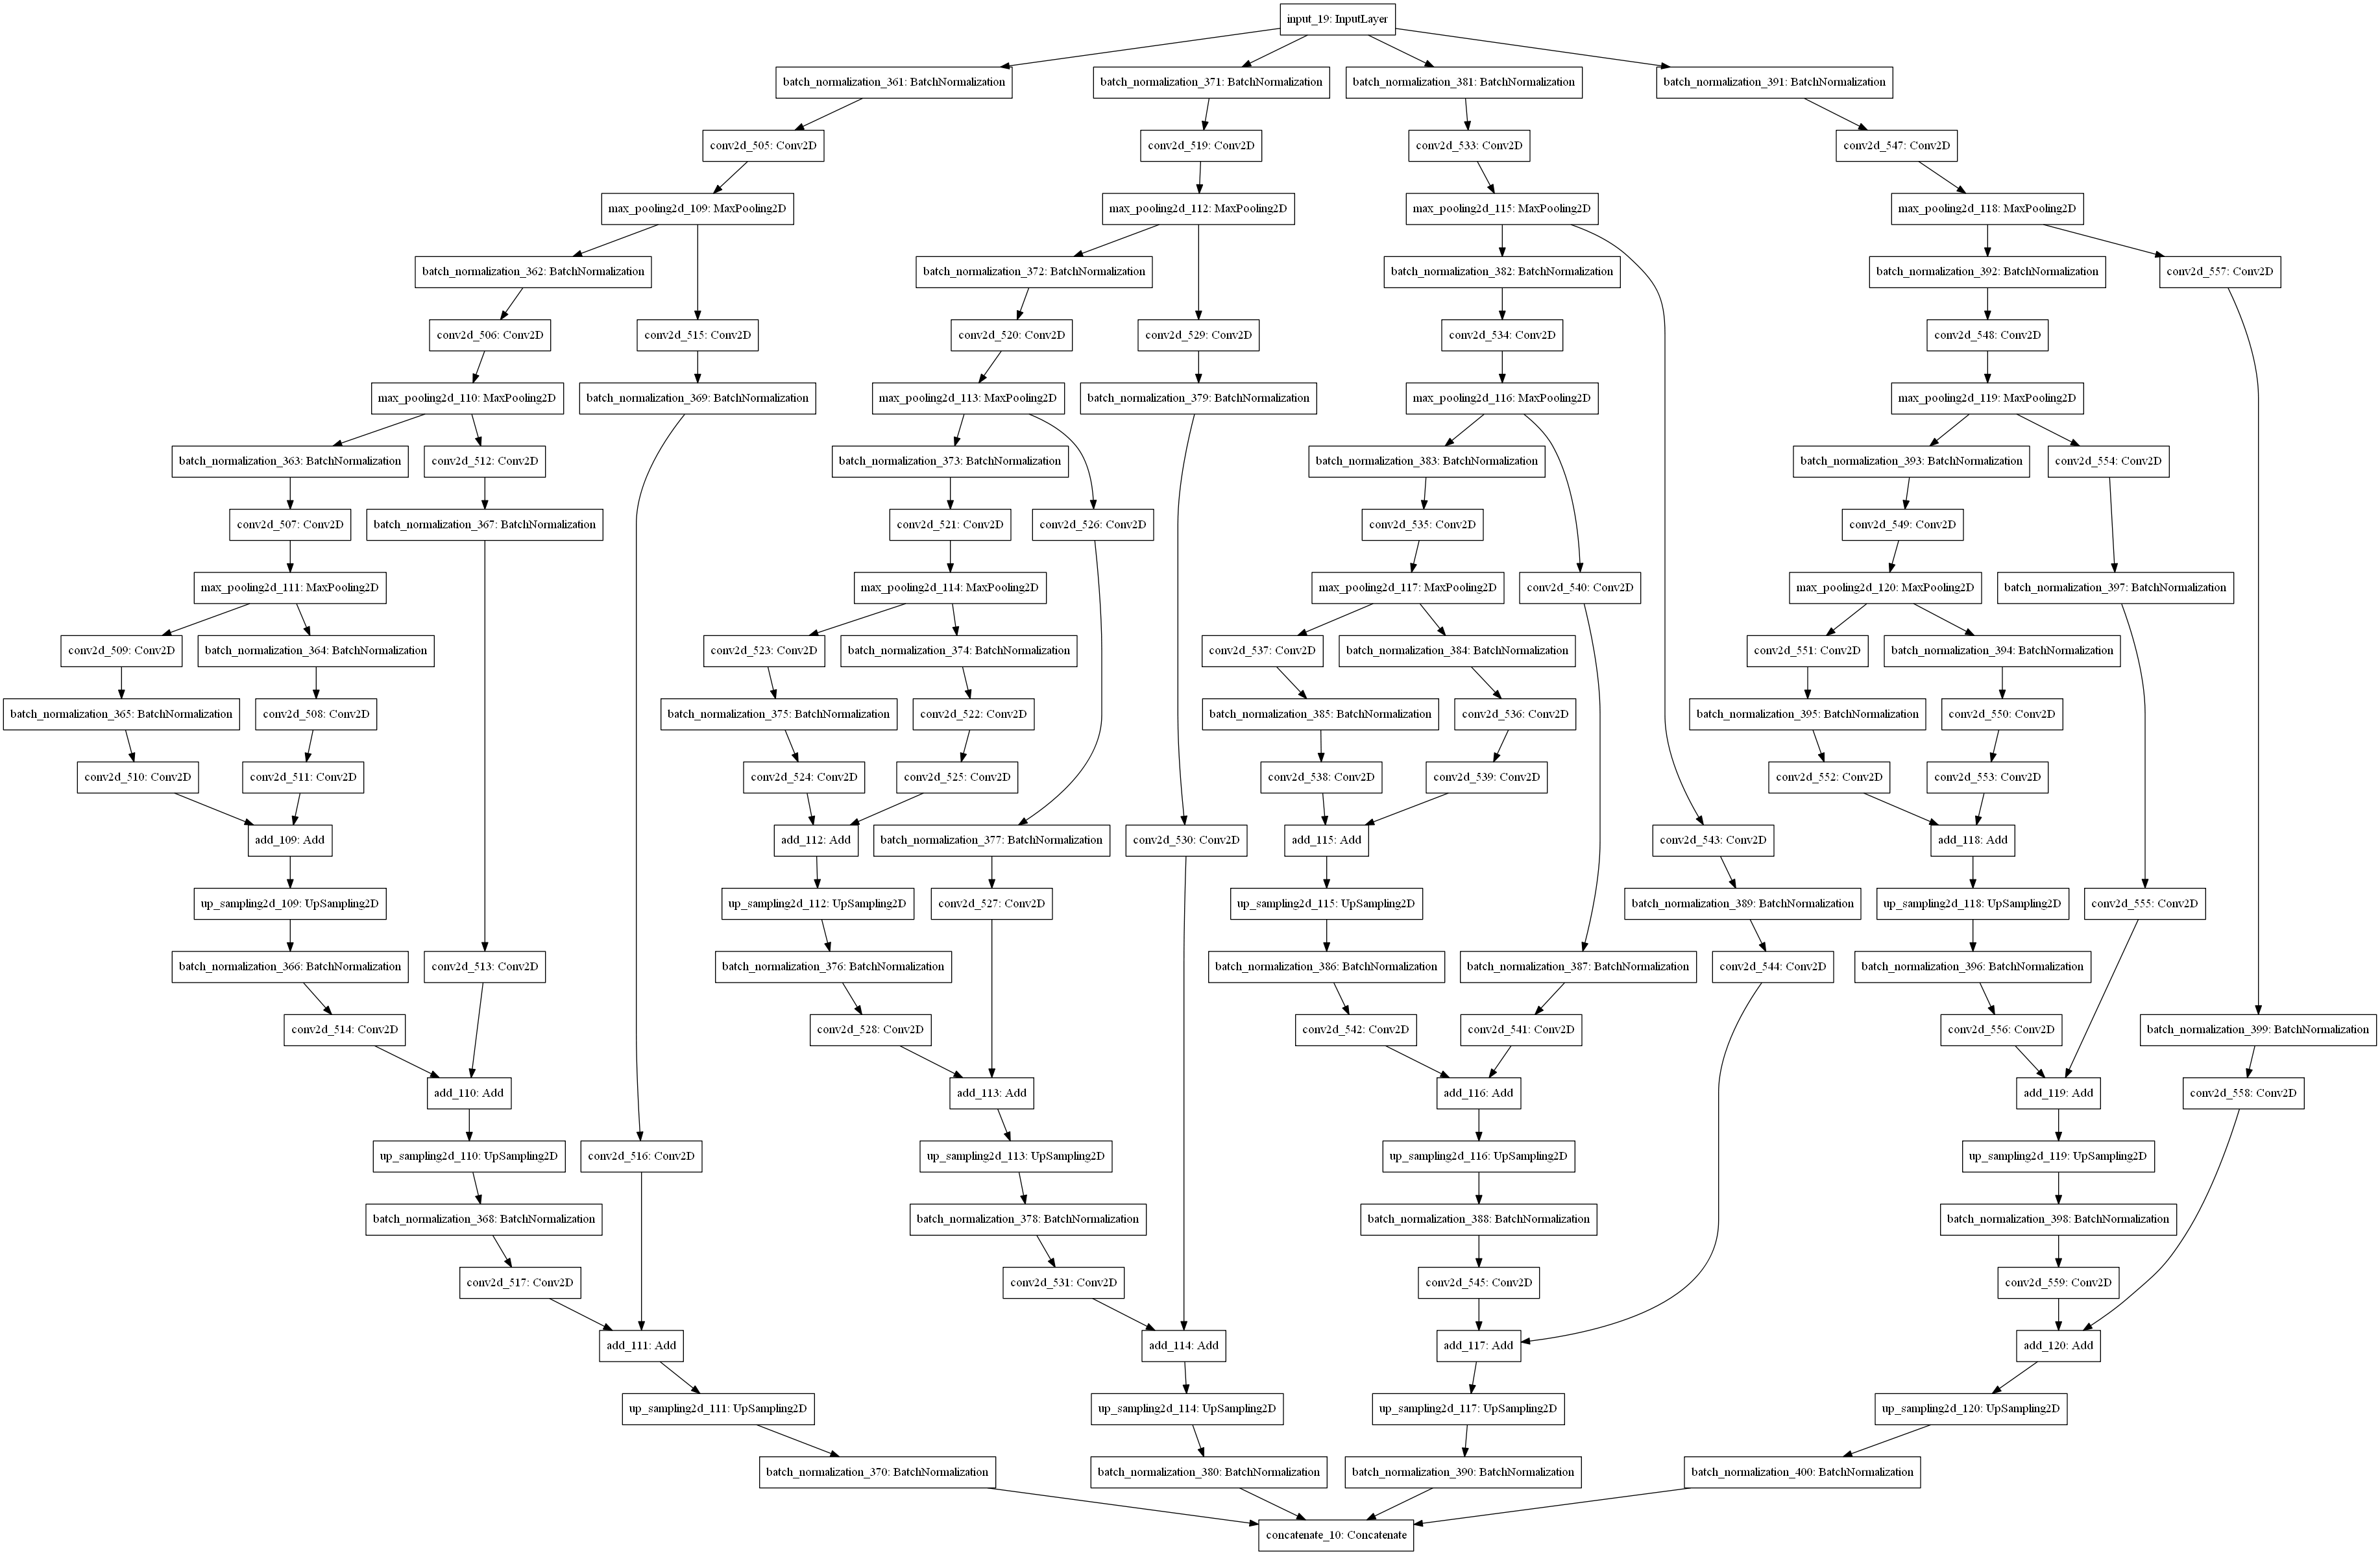 input_19: InputLayer
batch_normalization_361: BatchNormalization
batch_normalization_371: BatchNormalization
batch_normalization_381: BatchNormalization
batch_normalization_391: BatchNormalization
conv2d_505: Conv2D
conv2d_519: Conv2D
conv2d_533: Conv2D
conv2d_547: Conv2D
max_pooling2d_109: MaxPooling2D
max_pooling2d_112: MaxPooling2D
max_pooling2d_115: MaxPooling2D
max_pooling2d_118: MaxPooling2D
batch_normalization_362: BatchNormalization
batch_normalization_372: BatchNormalization
batch_normalization_382: BatchNormalization
batch_normalization_392: BatchNormalization
conv2d_557: Conv2D
conv2d_506: Conv2D
conv2d_515: Conv2D
conv2d_520: Conv2D
conv2d_529: Conv2D
conv2d_534: Conv2D
conv2d_548: Conv2D
max_pooling2d_110: MaxPooling2D
batch_normalization_369: BatchNormalization
max_pooling2d_113: MaxPooling2D
batch_normalization_379: BatchNormalization
max_pooling2d_116: MaxPooling2D
max_pooling2d_119: MaxPooling2D
batch_normalization_363: BatchNormalization
conv2d_512: Conv2D
batch_normalization_373: BatchNormalization
batch_normalization_383: BatchNormalization
batch_normalization_393: BatchNormalization
conv2d_554: Conv2D
conv2d_507: Conv2D
batch_normalization_367: BatchNormalization
conv2d_521: Conv2D
conv2d_526: Conv2D
conv2d_535: Conv2D
conv2d_549: Conv2D
max_pooling2d_111: MaxPooling2D
max_pooling2d_114: MaxPooling2D
max_pooling2d_117: MaxPooling2D
conv2d_540: Conv2D
max_pooling2d_120: MaxPooling2D
batch_normalization_397: BatchNormalization
conv2d_509: Conv2D
batch_normalization_364: BatchNormalization
conv2d_523: Conv2D
batch_normalization_374: BatchNormalization
conv2d_537: Conv2D
batch_normalization_384: BatchNormalization
conv2d_551: Conv2D
batch_normalization_394: BatchNormalization
batch_normalization_365: BatchNormalization
conv2d_508: Conv2D
batch_normalization_375: BatchNormalization
conv2d_522: Conv2D
batch_normalization_385: BatchNormalization
conv2d_536: Conv2D
batch_normalization_395: BatchNormalization
conv2d_550: Conv2D
conv2d_510: Conv2D
conv2d_511: Conv2D
conv2d_524: Conv2D
conv2d_525: Conv2D
conv2d_538: Conv2D
conv2d_539: Conv2D
conv2d_552: Conv2D
conv2d_553: Conv2D
add_109: Add
add_112: Add
batch_normalization_377: BatchNormalization
conv2d_530: Conv2D
add_115: Add
conv2d_543: Conv2D
add_118: Add
up_sampling2d_109: UpSampling2D
up_sampling2d_112: UpSampling2D
conv2d_527: Conv2D
up_sampling2d_115: UpSampling2D
batch_normalization_389: BatchNormalization
up_sampling2d_118: UpSampling2D
conv2d_555: Conv2D
batch_normalization_366: BatchNormalization
conv2d_513: Conv2D
batch_normalization_376: BatchNormalization
batch_normalization_386: BatchNormalization
batch_normalization_387: BatchNormalization
conv2d_544: Conv2D
batch_normalization_396: BatchNormalization
conv2d_514: Conv2D
conv2d_528: Conv2D
conv2d_542: Conv2D
conv2d_541: Conv2D
conv2d_556: Conv2D
batch_normalization_399: BatchNormalization
add_110: Add
add_113: Add
add_116: Add
add_119: Add
conv2d_558: Conv2D
up_sampling2d_110: UpSampling2D
conv2d_516: Conv2D
up_sampling2d_113: UpSampling2D
up_sampling2d_116: UpSampling2D
up_sampling2d_119: UpSampling2D
batch_normalization_368: BatchNormalization
batch_normalization_378: BatchNormalization
batch_normalization_388: BatchNormalization
batch_normalization_398: BatchNormalization
conv2d_517: Conv2D
conv2d_531: Conv2D
conv2d_545: Conv2D
conv2d_559: Conv2D
add_111: Add
add_114: Add
add_117: Add
add_120: Add
up_sampling2d_111: UpSampling2D
up_sampling2d_114: UpSampling2D
up_sampling2d_117: UpSampling2D
up_sampling2d_120: UpSampling2D
batch_normalization_370: BatchNormalization
batch_normalization_380: BatchNormalization
batch_normalization_390: BatchNormalization
batch_normalization_400: BatchNormalization
concatenate_10: Concatenate